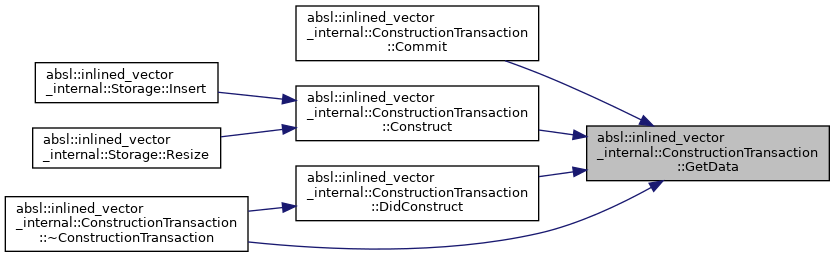 absl::inlined_vector
_internal::ConstructionTransaction
::Commit
absl::inlined_vector
_internal::Storage::Insert
absl::inlined_vector
_internal::ConstructionTransaction
::Construct
absl::inlined_vector
_internal::Storage::Resize
absl::inlined_vector
_internal::ConstructionTransaction
::GetData
absl::inlined_vector
_internal::ConstructionTransaction
::DidConstruct
absl::inlined_vector
_internal::ConstructionTransaction
::~ConstructionTransaction